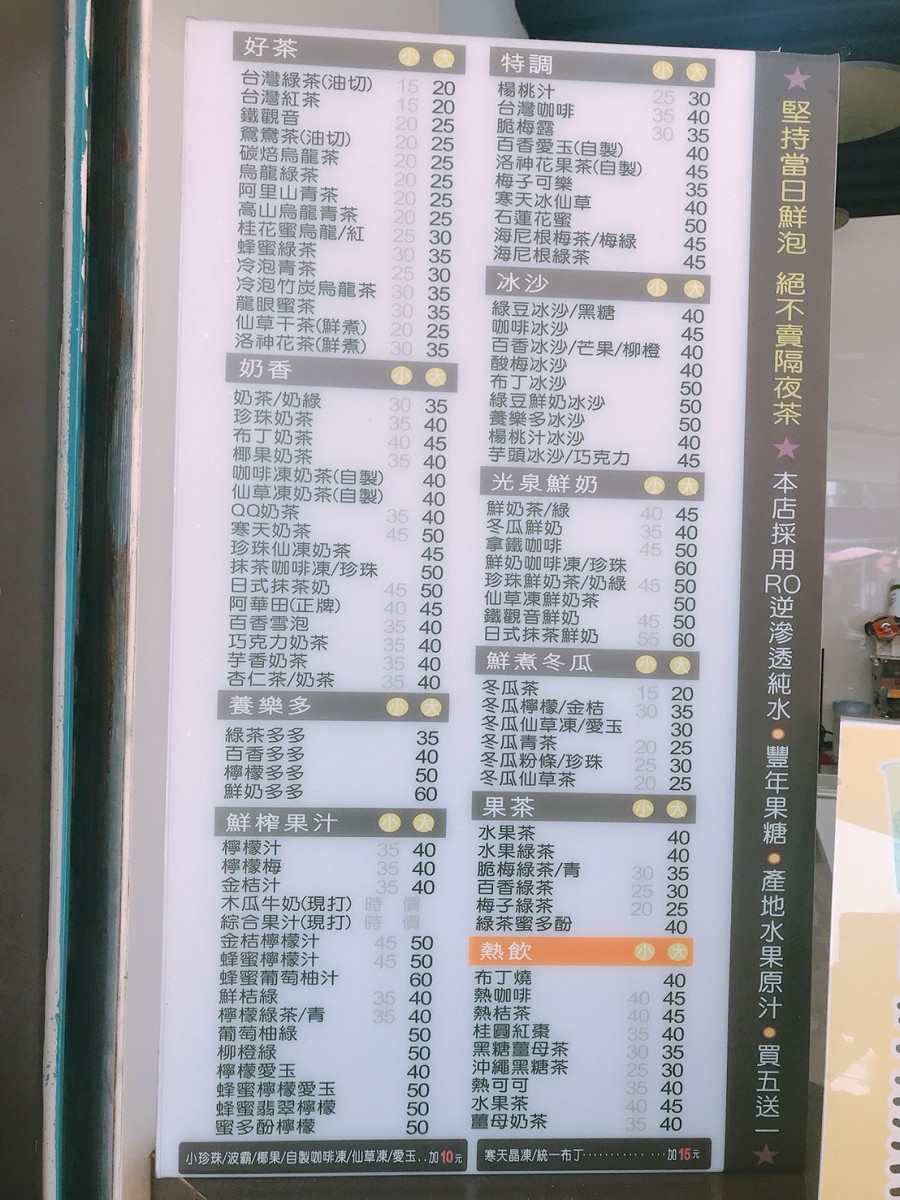 好茶 小 大
台灣綠茶(油切) 15 20
台灣紅茶 15 20
鐵觀音 20 25
鴛鴦茶(油切) 20 25
碳焙烏龍茶 20 25
烏龍綠茶 20 25
阿里山青茶 20 25
高山烏龍青茶 20 25
桂花蜜烏龍/紅 25 30
蜂蜜綠茶 30 35
冷泡青茶 25 30
冷泡竹炭烏龍茶 30 35
龍眼蜜茶 30 35
仙草干茶(鮮煮) 20 25
洛神花茶(鮮煮) 30 35
奶香 小 大
奶茶/奶綠 30 35
珍珠奶茶 35 40
布丁奶茶 40 45
椰果奶茶 35 40
咖啡凍奶茶(自製) 40
仙草凍奶茶(自製) 40
QQ奶茶 35 40
寒天奶茶 45 50
珍珠仙凍奶茶 45
抹茶咖啡凍/珍珠 50
日式抹茶奶 45 50
阿華田(正牌) 40 45
百香雪泡 35 40
巧克力奶茶 35 40
芋香奶茶 35 40
杏仁茶/奶茶 35 40
養樂多 小 大
綠茶多多 35
百香多多 40
檸檬多多 50
鮮奶多多 60
鮮榨果汁 小 大
檸檬汁 35 40
檸檬梅 35 40
金桔汁 35 40
木瓜牛奶(現打) 時 價
綜合果汁(現打) 時 價
金桔檸檬汁 45 50
蜂蜜檸檬汁 45 50
蜂蜜葡萄柚汁 60
鮮桔綠 35 40
檸檬綠茶/青 35 40
葡萄柚綠 50
柳橙綠 50
檸檬愛玉 40
蜂蜜檸檬愛玉 50
蜂蜜翡翠檸檬 50
蜜多酚檸檬 50
小珍珠/波霸/椰果/自製咖啡凍/仙草凍/愛玉..加10元
特調 小 大
楊桃汁 25 30
台灣咖啡 35 40
脆梅露 30 35
百香愛玉(自製) 40
洛神花果茶(自製) 45
梅子可樂 35
寒天冰仙草 40
石蓮花蜜 50
海尼根梅茶/梅綠 45
海尼根綠茶 45
冰沙 小 大
綠豆冰沙/黑糖 40
咖啡冰沙 45
百香冰沙/芒果/柳橙 40
酸梅冰沙 40
布丁冰沙 50
綠豆鮮奶冰沙 50
養樂多冰沙 50
楊桃汁冰沙 40
芋頭冰沙/巧克力 45
光泉鮮奶 小 大
鮮奶茶/綠 40 45
冬瓜鮮奶 35 40
拿鐵咖啡 45 50
鮮奶咖啡凍/珍珠 60
珍珠鮮奶茶/奶綠 45 50
仙草凍鮮奶茶 50
鐵觀音鮮奶 45 50
日式抹茶鮮奶 55 60
鮮煮冬瓜 小 大
冬瓜茶 15 20
冬瓜檸檬/金桔 30 35
冬瓜仙草凍/愛玉 30
冬瓜青茶 20 25
冬瓜粉條/珍珠 25 30
冬瓜仙草茶 20 25
果茶 小 大
水果茶 40
水果綠茶 40
脆梅綠茶/青 30 35
百香綠茶 25 30
梅子綠茶 20 25
綠茶蜜多酚 40
熱飲 小 大
布丁燒 40
熱咖啡 40 45
熱桔茶 40 45
桂圓紅棗 35 40
黑糖薑母茶 30 35
沖繩黑糖茶 25 30
熱可可 35 40
水果茶 40 45
薑母奶茶 35 40
寒天晶凍/統一布丁··············加15元
★堅持當日鮮泡 絕不賣隔夜茶★本店採用RO逆滲透純水●豐年果糖●產地水果原汁●買五送一★